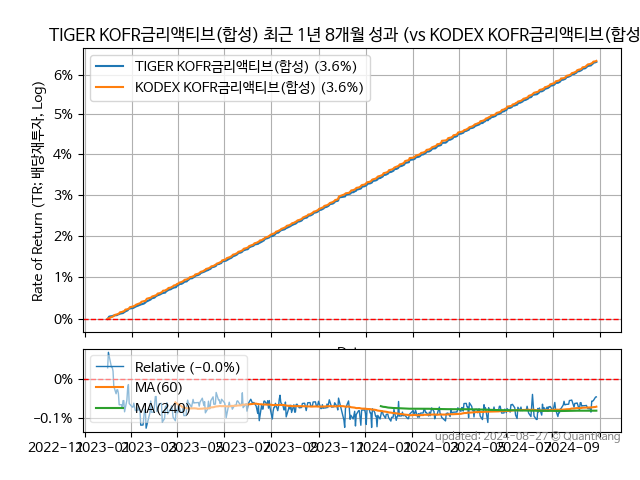 TIGER KOFR금리액티브(합성) 최근 1년 8개월 성과 (vs KODEX KOFR금리액티브(합성
Rate of Return (TR; 배당재투자, Log)
6%
5%
4%
3%
2%
1%
0%
TIGER KOFR금리액티브(합성) (3.6%)
KODEX KOFR금리액티브(합성) (3.6%)
0%
−0.1%
Relative (−0.0%)
MA(60)
MA(240)
updated: 2024-08-27 © QuantKang
2022-12 2023-01 2023-03 2023-05 2023-07 2023-09 2023-11 2024-01 2024-03 2024-05 2024-07 2024-09